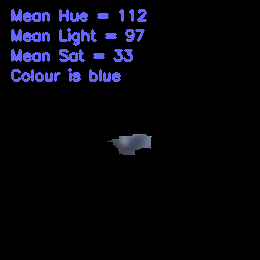 Mean Hue = 112
Mean Light = 97
Mean Sat = 33
Colour is blue